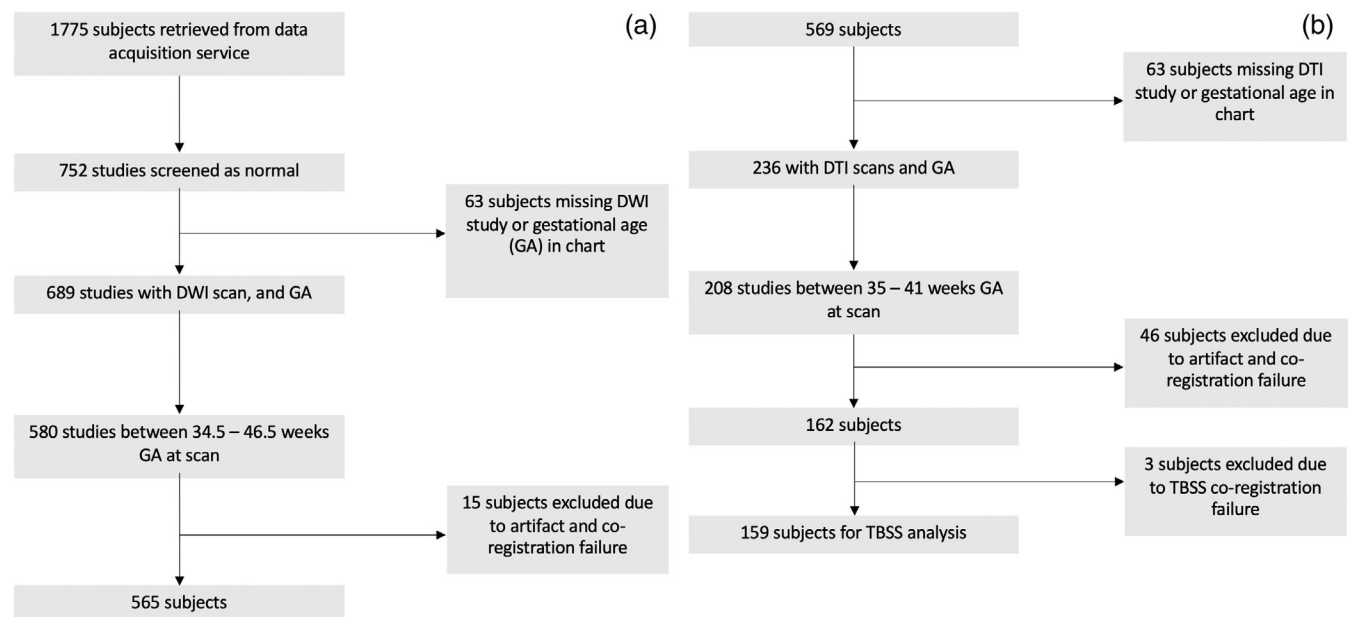 (a)
1775 subjects retrieved from data
acquisition service
752 studies screened as normal
63 subjects missing DWI
study or gestational age
(GA) in chart
689 studies with DWI scan, and GA
580 studies between 34.5 – 46.5 weeks
GA at scan
15 subjects excluded due
to artifact and co-
registration failure
565 subjects
(b)
569 subjects
63 subjects missing DTI
study or gestational age in
chart
236 with DTI scans and GA
208 studies between 35 – 41 weeks GA
at scan
46 subjects excluded due
to artifact and co-
registration failure
162 subjects
3 subjects excluded due
to TBSS co-registration
failure
159 subjects for TBSS analysis